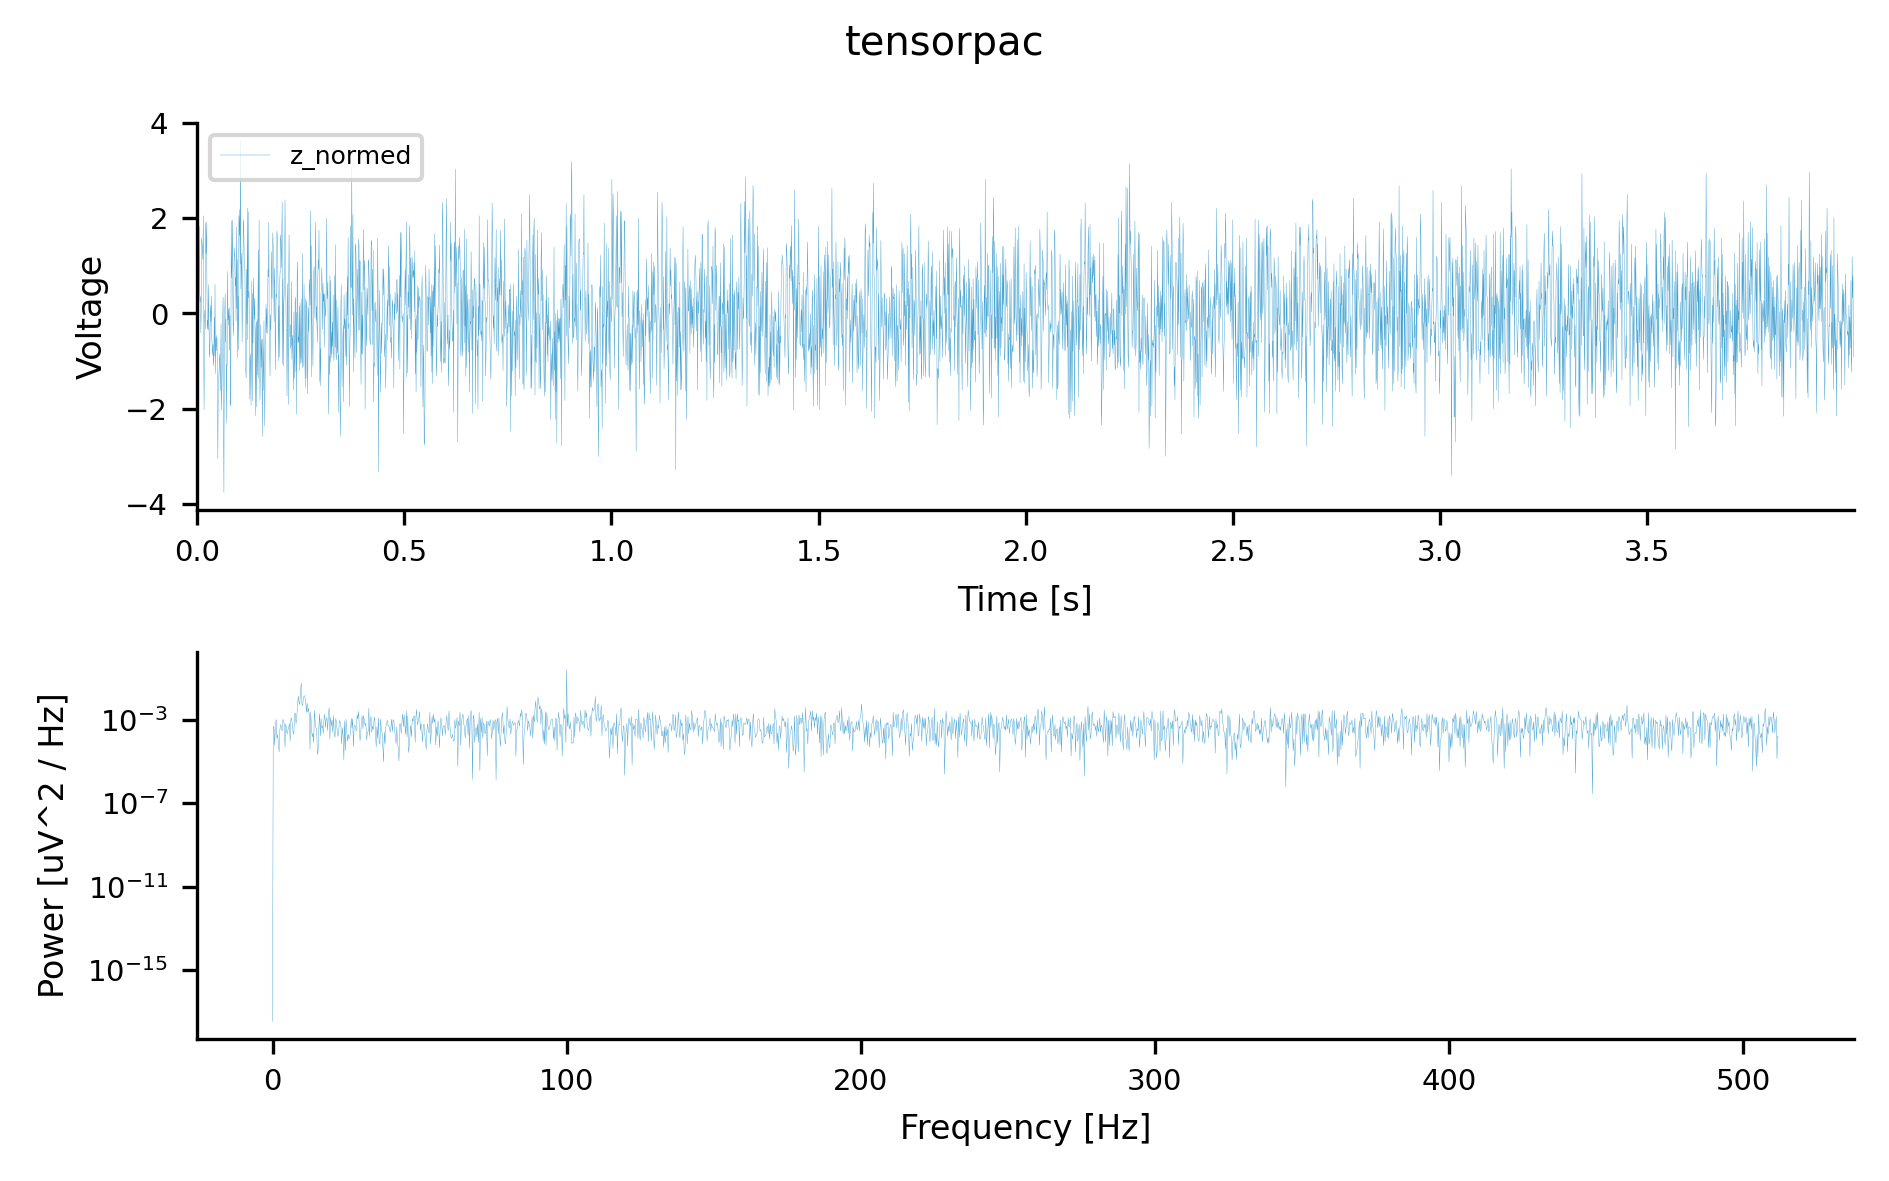 tensorpac
4
z_normed
2
0
−2
−4
Voltage
0.0 0.5 1.0 1.5 2.0 2.5 3.0 3.5
Time [s]
10⁻³
10⁻⁷
10⁻¹¹
10⁻¹⁵
Power [uV^2 / Hz]
0 100 200 300 400 500
Frequency [Hz]